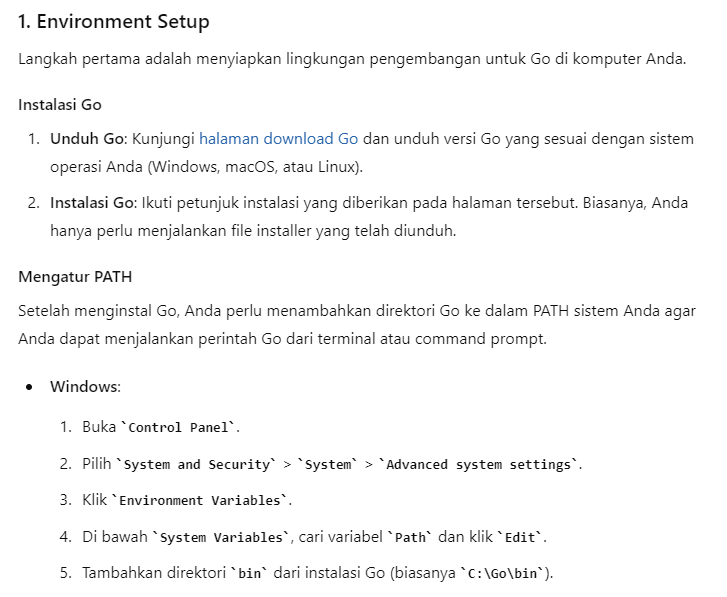 1. Environment Setup
Langkah pertama adalah menyiapkan lingkungan pengembangan untuk Go di komputer Anda.
Instalasi Go
1. Unduh Go: Kunjungi halaman download Go dan unduh versi Go yang sesuai dengan sistem
operasi Anda (Windows, macOS, atau Linux).
2. Instalasi Go: Ikuti petunjuk instalasi yang diberikan pada halaman tersebut. Biasanya, Anda
hanya perlu menjalankan file installer yang telah diunduh.
Mengatur PATH
Setelah menginstal Go, Anda perlu menambahkan direktori Go ke dalam PATH sistem Anda agar
Anda dapat menjalankan perintah Go dari terminal atau command prompt.
• Windows:
1. Buka `Control Panel`.
2. Pilih `System and Security` > `System` > `Advanced system settings`.
3. Klik `Environment Variables`.
4. Di bawah `System Variables`, cari variabel `Path` dan klik `Edit`.
5. Tambahkan direktori `bin` dari instalasi Go (biasanya `C:\Go\bin`).